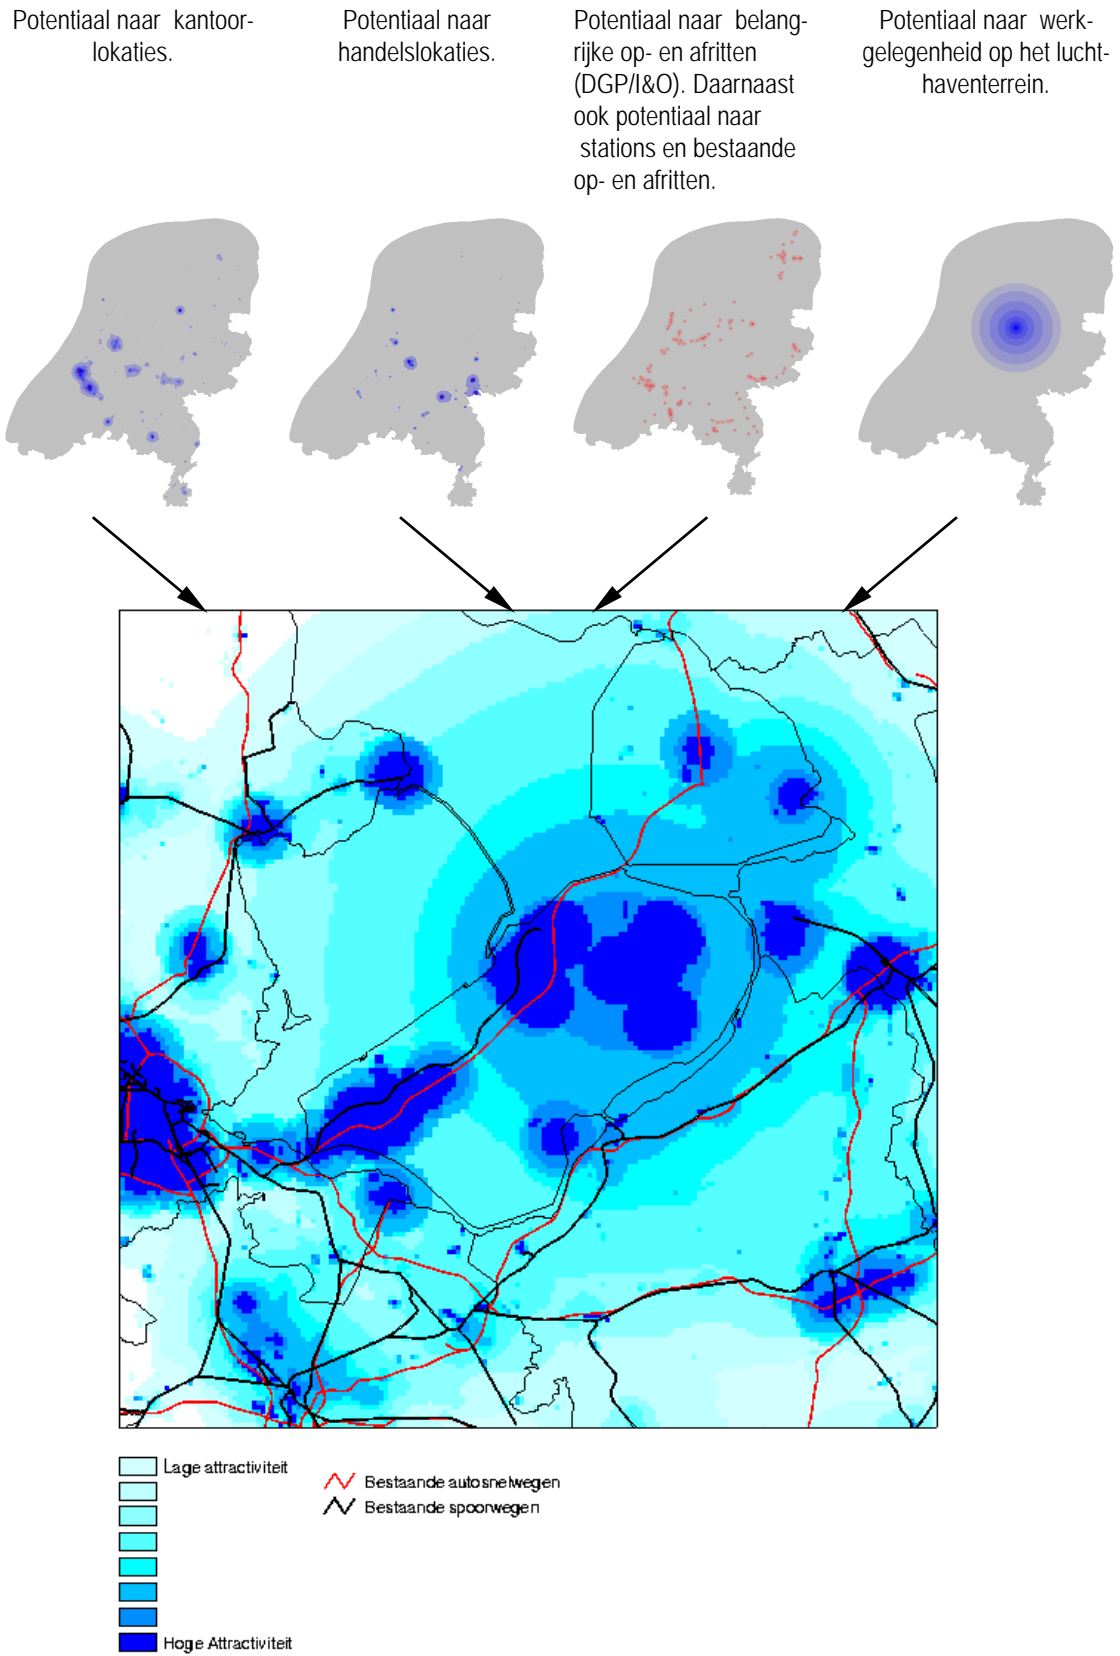 Potentiaal naar kantoor-
lokaties.
Potentiaal naar
handelslokaties.
Potentiaal naar belang-
rijke op- en afritten
(DGP/I&O). Daarnaast
ook potentiaal naar
stations en bestaande
op- en afritten.
Potentiaal naar werk-
gelegenheid op het lucht-
haventerrein.
Lage attractiviteit
Hoge Attractiviteit
Bestaande autosnelwegen
Bestaande spoorwegen